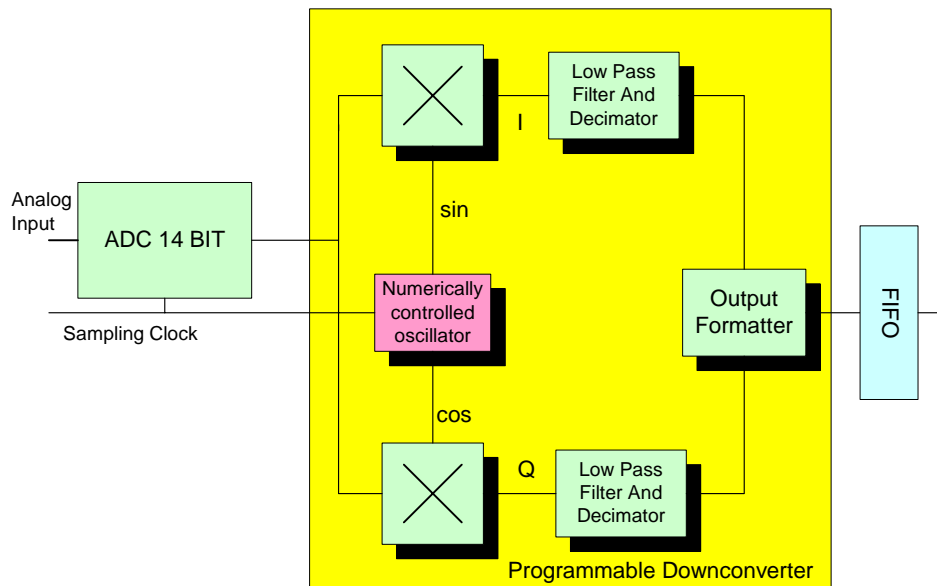 Low Pass
Filter And
Decimator
I
Analog
Input
sin
ADC 14 BIT
Numerically
controlled
oscillator
Output
Formatter
FIFO
Sampling Clock
cos
Q
Low Pass
Filter And
Decimator
Programmable Downconverter